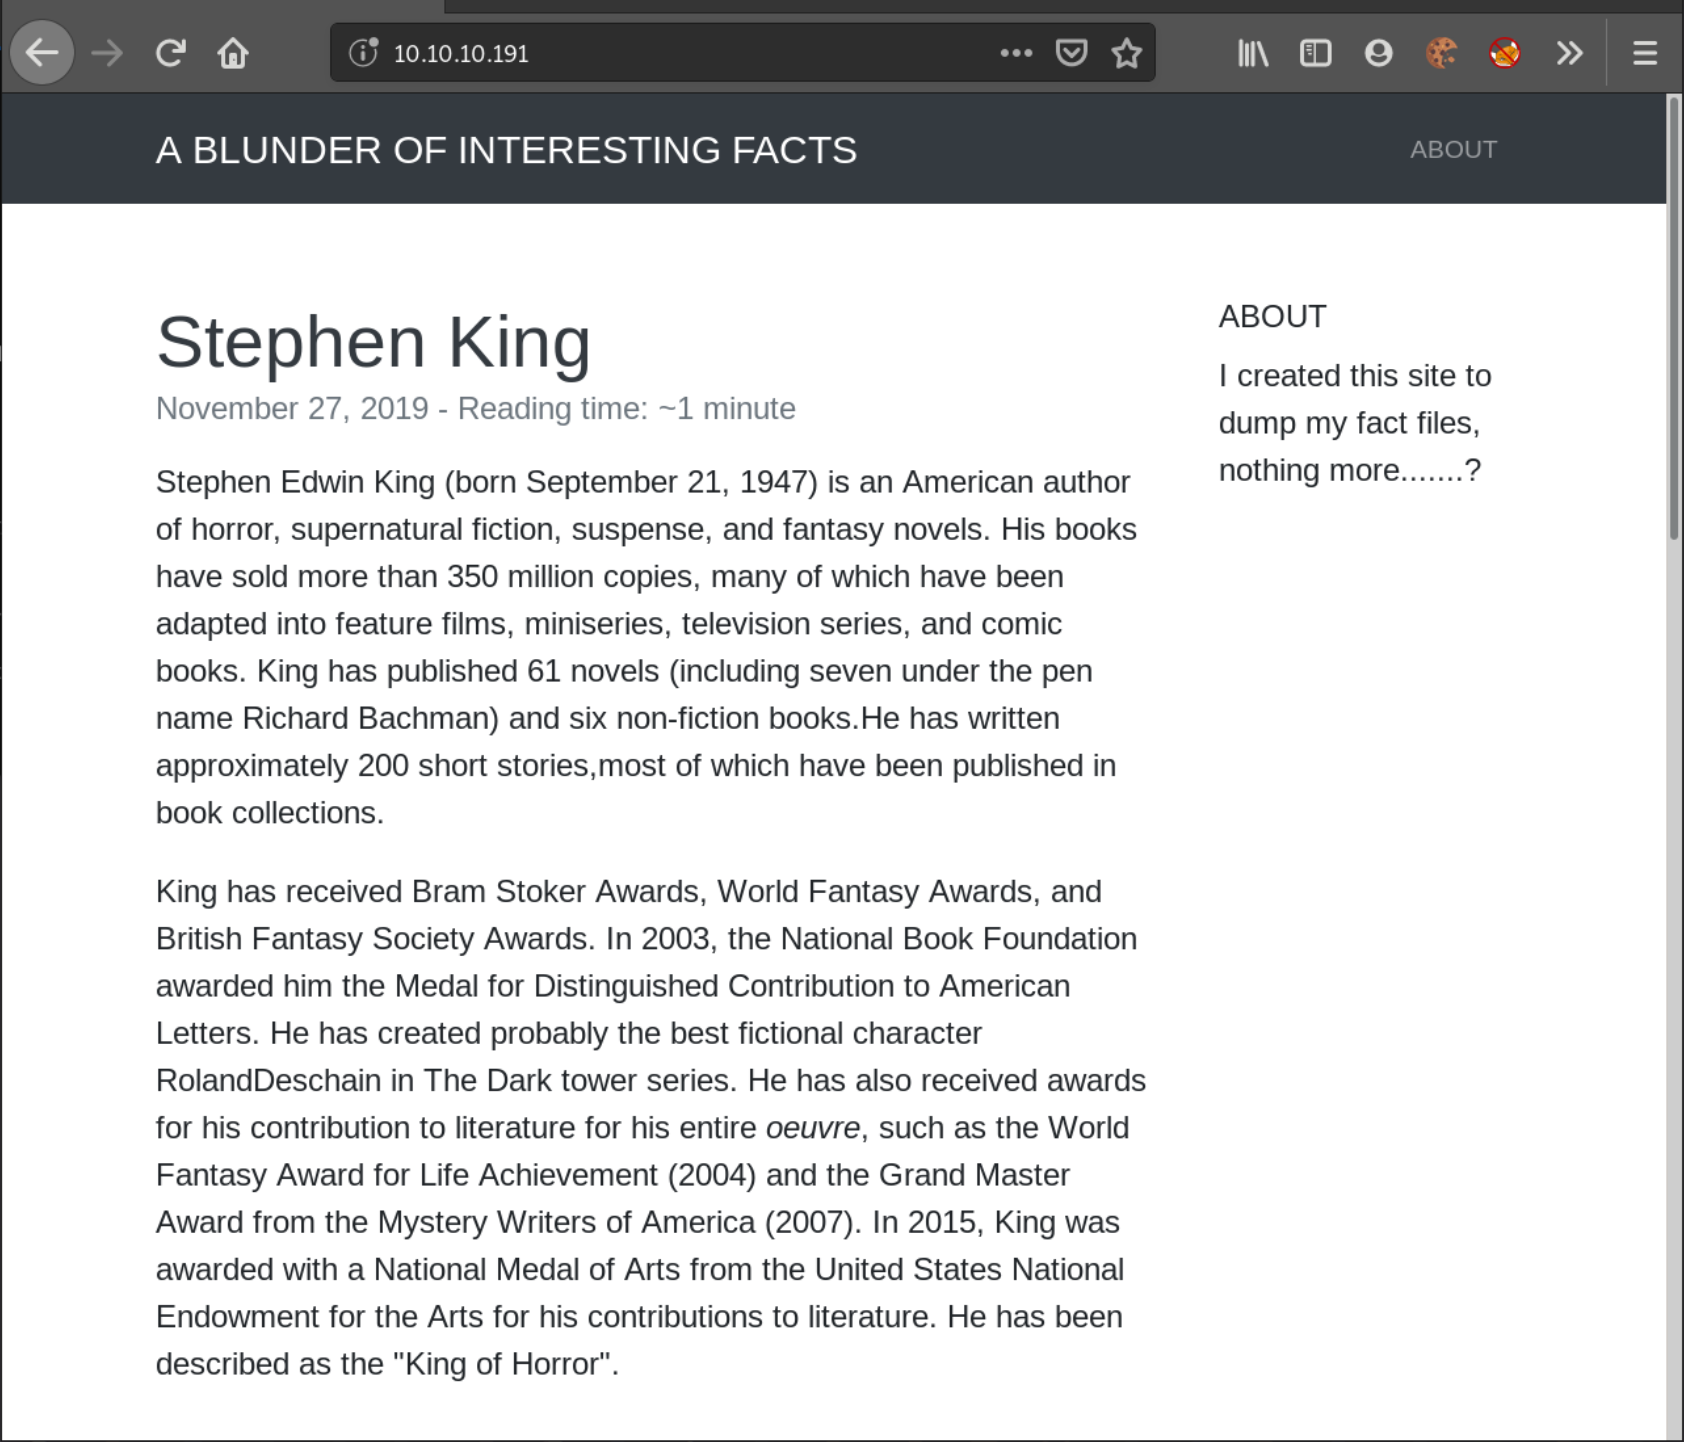 10.10.10.191
A BLUNDER OF INTERESTING FACTS
ABOUT
Stephen King
November 27, 2019 - Reading time: ~1 minute
Stephen Edwin King (born September 21, 1947) is an American author
of horror, supernatural fiction, suspense, and fantasy novels. His books
have sold more than 350 million copies, many of which have been
adapted into feature films, miniseries, television series, and comic
books. King has published 61 novels (including seven under the pen
name Richard Bachman) and six non-fiction books.He has written
approximately 200 short stories,most of which have been published in
book collections.
King has received Bram Stoker Awards, World Fantasy Awards, and
British Fantasy Society Awards. In 2003, the National Book Foundation
awarded him the Medal for Distinguished Contribution to American
Letters. He has created probably the best fictional character
RolandDeschain in The Dark tower series. He has also received awards
for his contribution to literature for his entire oeuvre, such as the World
Fantasy Award for Life Achievement (2004) and the Grand Master
Award from the Mystery Writers of America (2007). In 2015, King was
awarded with a National Medal of Arts from the United States National
Endowment for the Arts for his contributions to literature. He has been
described as the "King of Horror".
ABOUT
I created this site to
dump my fact files,
nothing more.......?